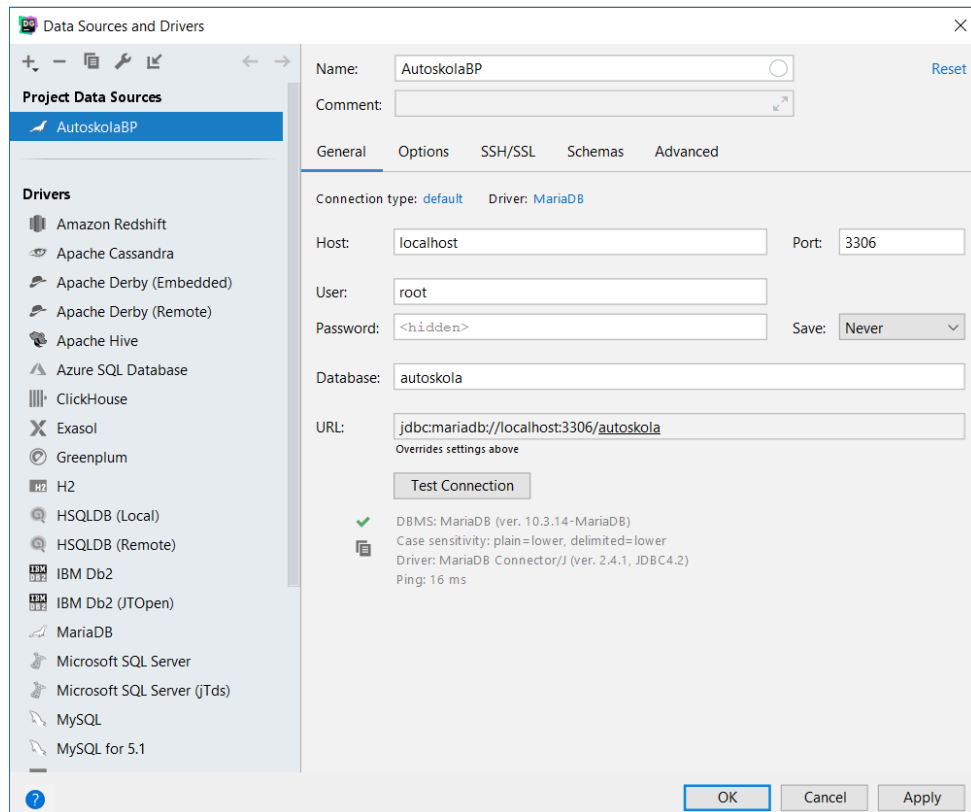 DG Data Sources and Drivers
Project Data Sources
AutoskolaBP
Drivers
Amazon Redshift
Apache Cassandra
Apache Derby (Embedded)
Apache Derby (Remote)
Apache Hive
Azure SQL Database
ClickHouse
Exasol
Greenplum
H2 H2
HSQLDB (Local)
HSQLDB (Remote)
IBM DB2 IBM Db2
IBM DB2 IBM Db2 (JTOpen)
MariaDB
Microsoft SQL Server
Microsoft SQL Server (jTds)
MySQL
MySQL for 5.1
?
Name: AutoskolaBP Reset
Comment:
General Options SSH/SSL Schemas Advanced
Connection type: default Driver: MariaDB
Host: localhost Port: 3306
User: root
Password: <hidden> Save: Never
Database: autoskola
URL: jdbc:mariadb://localhost:3306/autoskola
Overrides settings above
Test Connection
DBMS: MariaDB (ver. 10.3.14-MariaDB)
Case sensitivity: plain=lower, delimited=lower
Driver: MariaDB Connector/J (ver. 2.4.1, JDBC4.2)
Ping: 16 ms
OK Cancel Apply